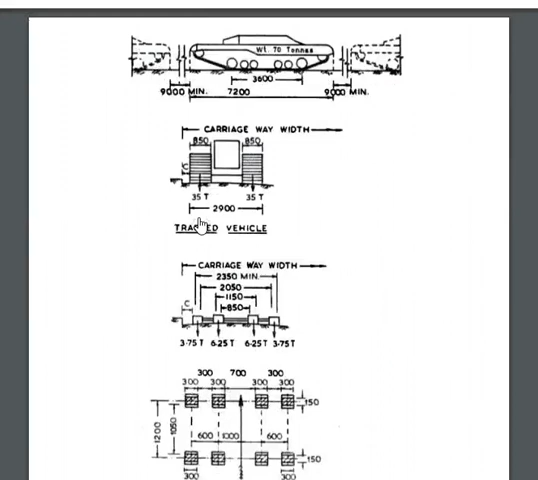 Wt. 70 Tonnes
3600
9000 MIN. 7200 9000 MIN.
CARRIAGE WAY WIDTH
850 850
C
35 T 35 T
2900
TRACKED VEHICLE
CARRIAGE WAY WIDTH
2350 MIN.
2050
1150
850
C
3.75 T 6.25 T 6.25 T 3.75 T
300 700 300
300 300 300 300
150
1200 1050
600 1000 600
150
300 300